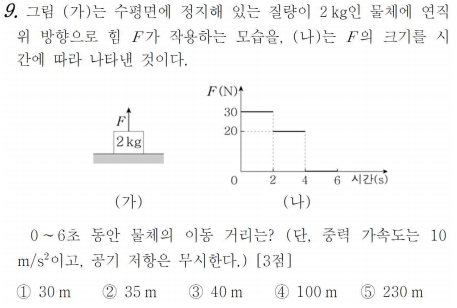 9. 그림 (가)는 수평면에 정지해 있는 질량이 2 kg인 물체에 연직
위 방향으로 힘 F가 작용하는 모습을, (나)는 F의 크기를 시
간에 따라 나타낸 것이다.
F
2 kg
(가)
F(N)
30
20
0 2 4 6 시간(s)
(나)
0～6초 동안 물체의 이동 거리는? (단, 중력 가속도는 10
m/s²이고, 공기 저항은 무시한다.) [3점]
① 30 m ② 35 m ③ 40 m ④ 100 m ⑤ 230 m